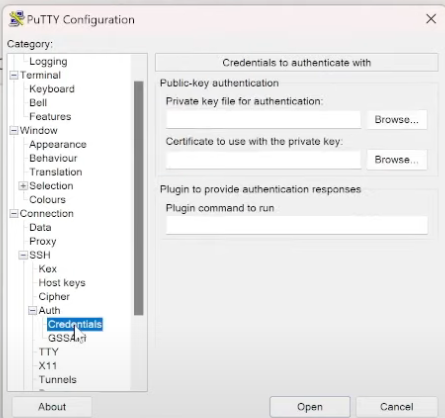 PuTTY Configuration
Category:
Logging
Terminal
Keyboard
Bell
Features
Window
Appearance
Behaviour
Translation
Selection
Colours
Connection
Data
Proxy
SSH
Kex
Host keys
Cipher
Auth
Credentials
TTY
X11
Tunnels
Credentials to authenticate with
Public-key authentication
Private key file for authentication:
Browse...
Certificate to use with the private key:
Browse...
Plugin to provide authentication responses
Plugin command to run
About
Open
Cancel